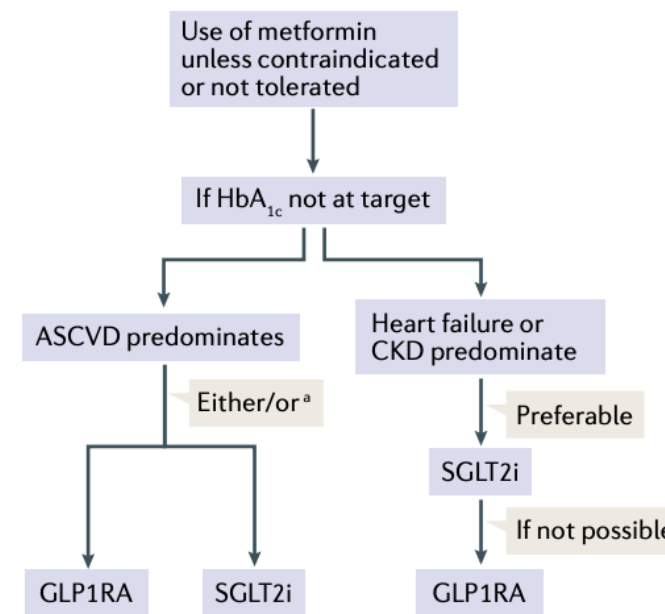 Use of metformin
unless contraindicated
or not tolerated
If HbA1c not at target
ASCVD predominates
Heart failure or
CKD predominate
Either/or a
Preferable
SGLT2i
If not possible
GLP1RA
SGLT2i
GLP1RA